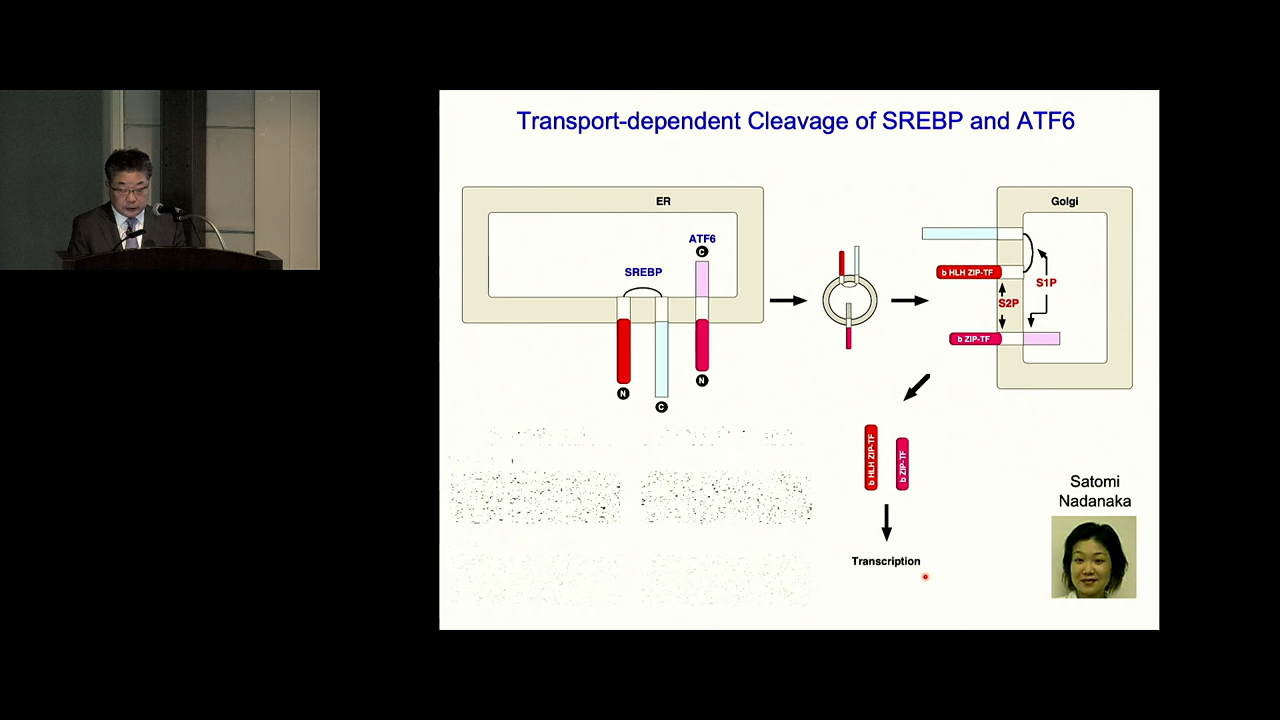 Transport-dependent Cleavage of SREBP and ATF6
ER
ATF6
C
SREBP
N
C
N
Golgi
b HLH ZIP-TF
S1P
S2P
b ZIP-TF
b HLH ZIP-TF
b ZIP-TF
Transcription
Satomi
Nadanaka